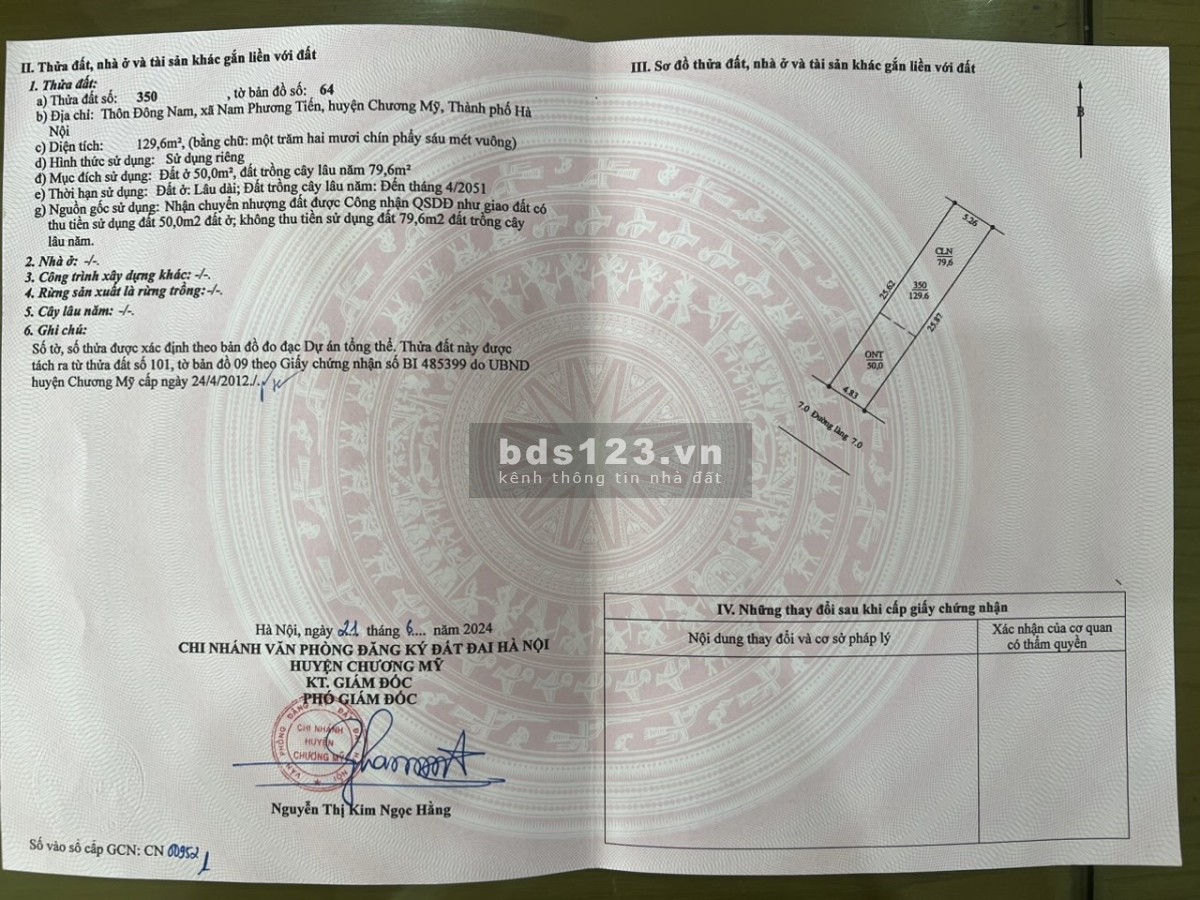 II. Thửa đất, nhà ở và tài sản khác gắn liền với đất
1. Thửa đất:
a) Thửa đất số: 350 , tờ bản đồ số: 64
b) Địa chỉ: Thôn Đông Nam, xã Nam Phương Tiến, huyện Chương Mỹ, Thành phố Hà
Nội
c) Diện tích: 129,6m², (bằng chữ: một trăm hai mươi chín phẩy sáu mét vuông)
d) Hình thức sử dụng: Sử dụng riêng
đ) Mục đích sử dụng: Đất ở 50,0m², đất trồng cây lâu năm 79,6m²
e) Thời hạn sử dụng: Đất ở: Lâu dài; Đất trồng cây lâu năm: Đến tháng 4/2051
g) Nguồn gốc sử dụng: Nhận chuyển nhượng đất được Công nhận QSDĐ như giao đất có
thu tiền sử dụng đất 50,0m2 đất ở; không thu tiền sử dụng đất 79,6m2 đất trồng cây
lâu năm.
2. Nhà ở: -/-.
3. Công trình xây dựng khác: -/-.
4. Rừng sản xuất là rừng trồng:-/-.
5. Cây lâu năm: -/-.
6. Ghi chú:
Số tờ, số thửa được xác định theo bản đồ đo đạc Dự án tổng thể. Thửa đất này được
tách ra từ thửa đất số 101, tờ bản đồ 09 theo Giấy chứng nhận số BI 485399 do UBND
huyện Chương Mỹ cấp ngày 24/4/2012./.
Hà Nội, ngày 21 tháng 6.... năm 2024
CHI NHÁNH VĂN PHÒNG ĐĂNG KÝ ĐẤT ĐAI HÀ NỘI
HUYỆN CHƯƠNG MỸ
KT. GIÁM ĐỐC
PHÓ GIÁM ĐỐC
VĂN PHÒNG ĐĂNG KÝ ĐẤT ĐAI HÀ NỘI
CHI NHÁNH
HUYỆN
CHƯƠNG MỸ
Nguyễn Thị Kim Ngọc Hằng
Số vào sổ cấp GCN: CN 00952
III. Sơ đồ thửa đất, nhà ở và tài sản khác gắn liền với đất
B
5.26
CLN
79,6
25.62
350
129.6
25.87
ONT
50,0
4.83
7.0 Đường làng 7.0
bds123.vn
kênh thông tin nhà đất
IV. Những thay đổi sau khi cấp giấy chứng nhận
Nội dung thay đổi và cơ sở pháp lý
Xác nhận của cơ quan
có thẩm quyền